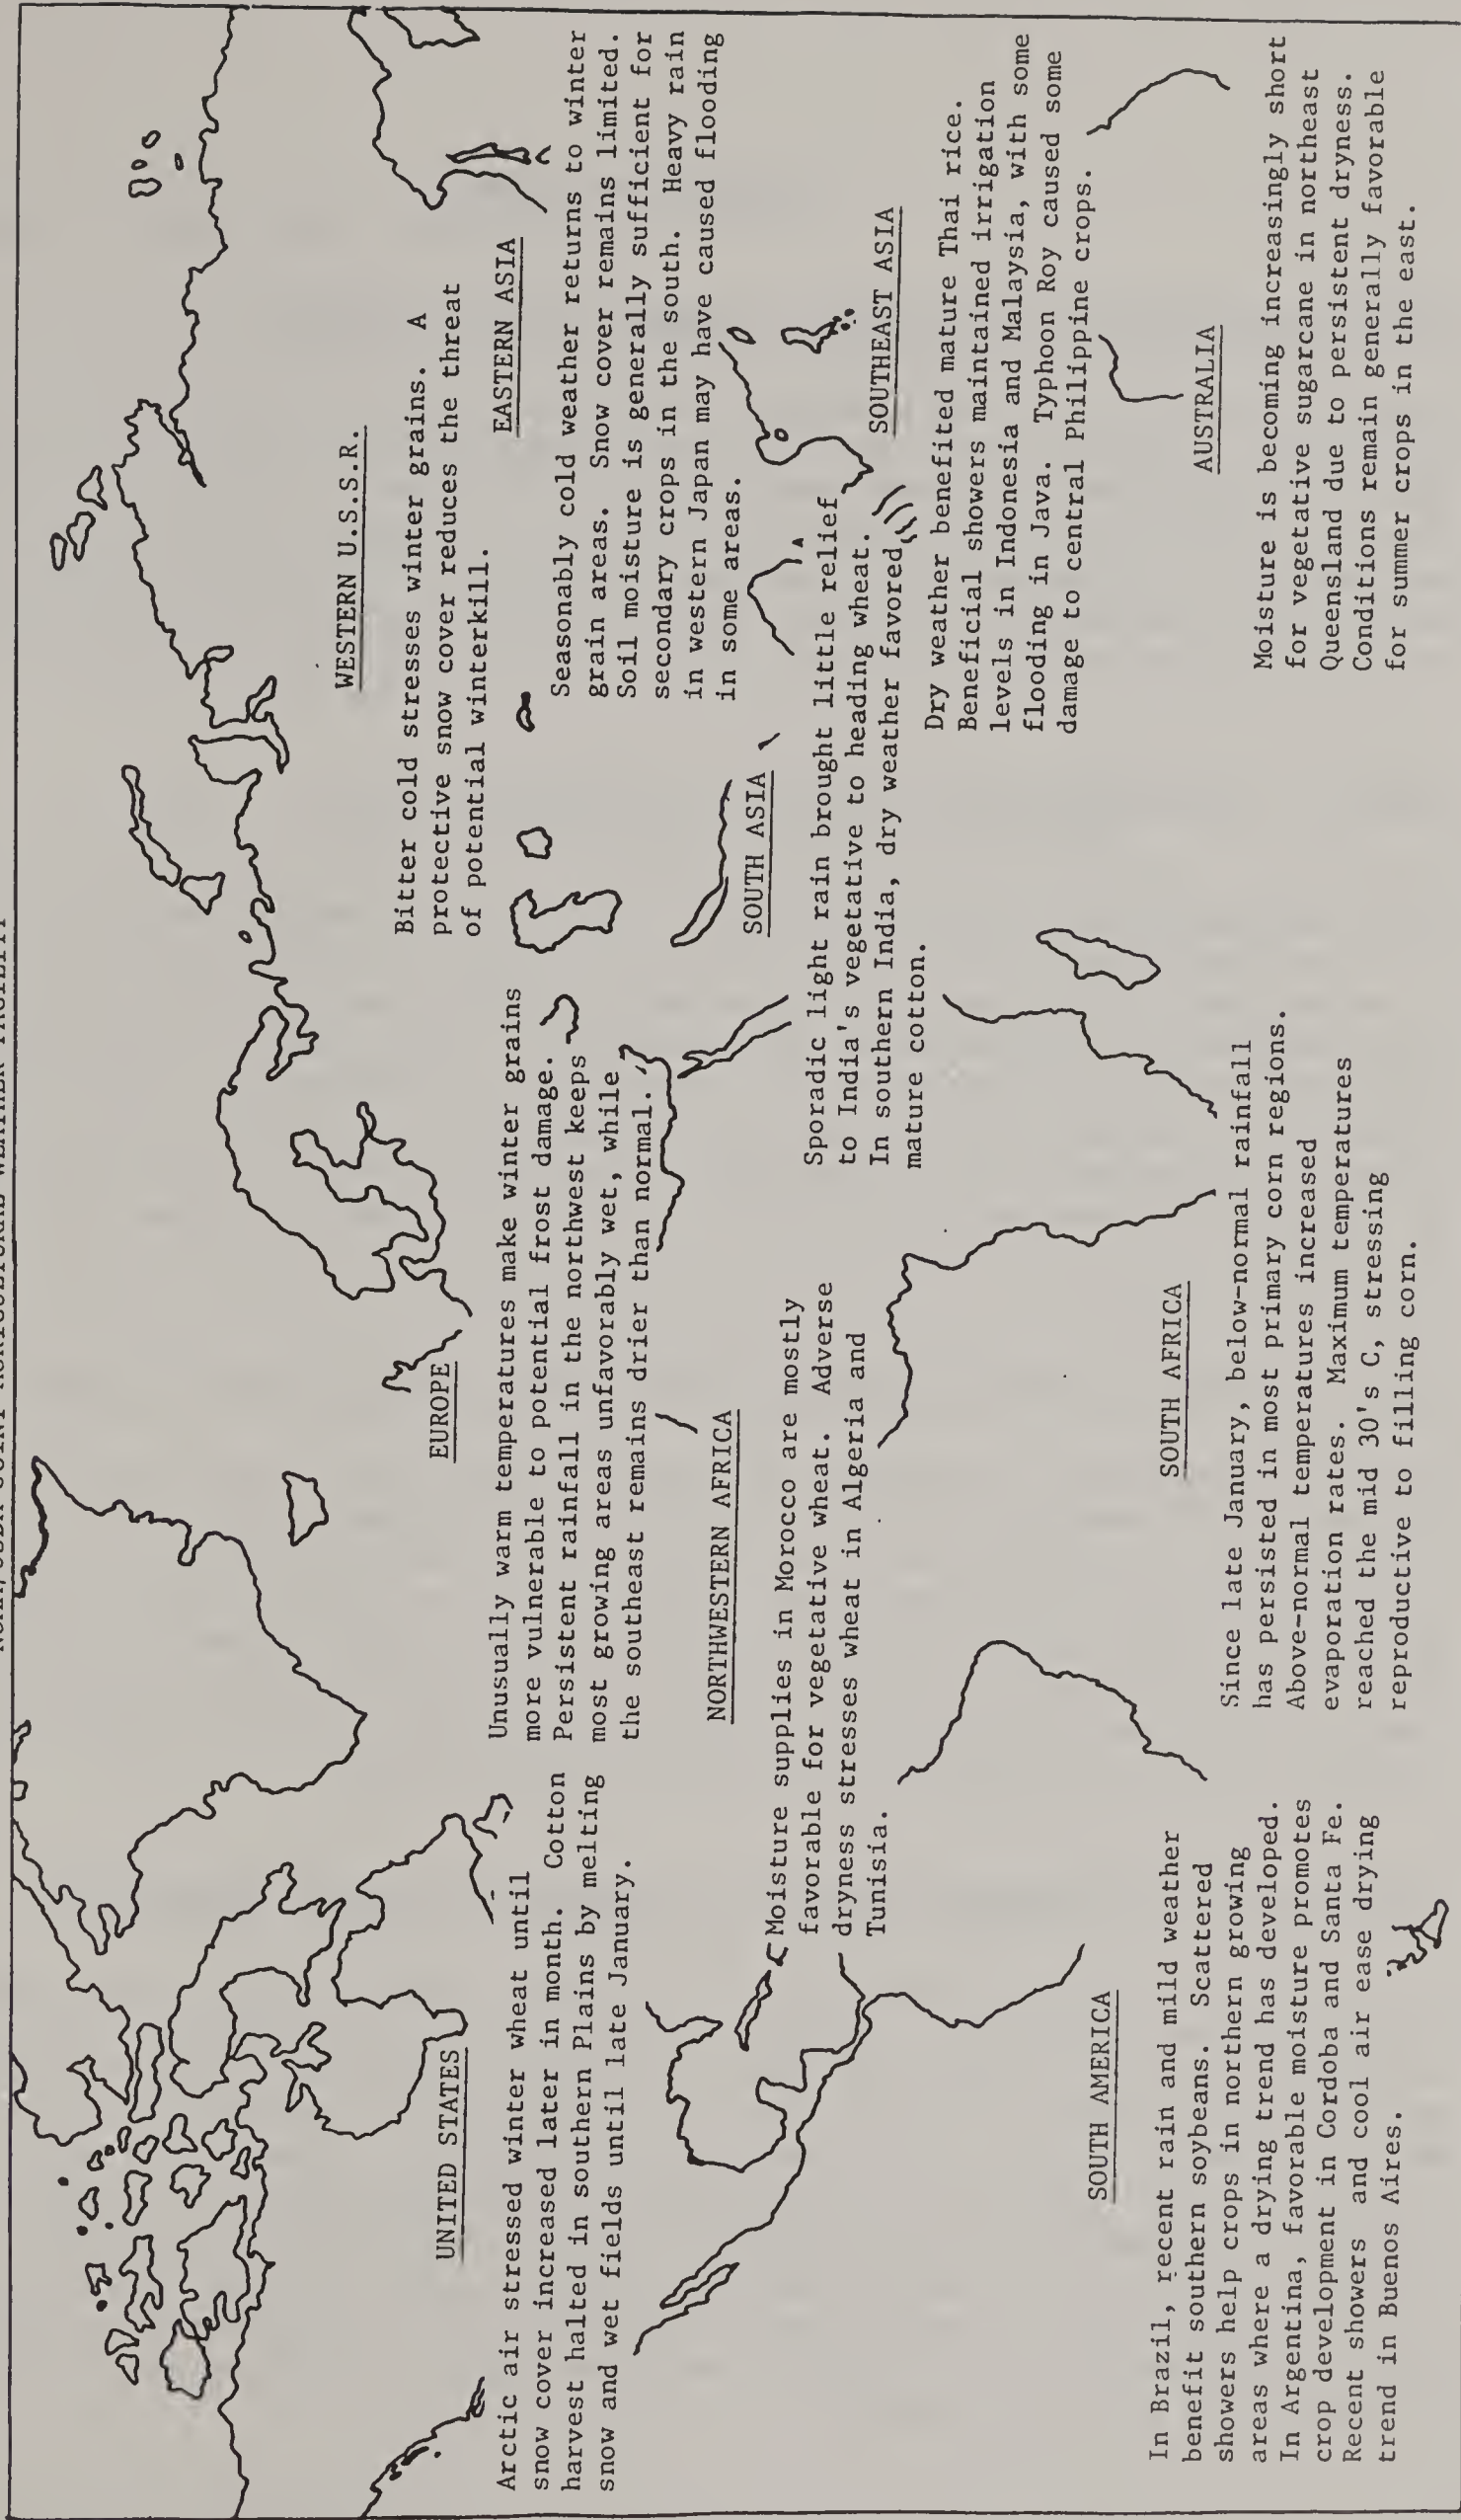 UNITED STATES
Arctic air stressed winter wheat until
snow cover increased later in month.  Cotton
harvest halted in southern Plains by melting
snow and wet fields until late January.
EUROPE
Unusually warm temperatures make winter grains
more vulnerable to potential frost damage.
Persistent rainfall in the northwest keeps
most growing areas unfavorably wet, while
the southeast remains drier than normal.
WESTERN U.S.S.R.
Bitter cold stresses winter grains.  A
protective snow cover reduces the threat
of potential winterkill.
EASTERN ASIA
Seasonably cold weather returns to winter
grain areas.  Snow cover remains limited.
Soil moisture is generally sufficient for
secondary crops in the south.  Heavy rain
in western Japan may have caused flooding
in some areas.
NORTHWESTERN AFRICA
Moisture supplies in Morocco are mostly
favorable for vegetative wheat.  Adverse
dryness stresses wheat in Algeria and
Tunisia.
SOUTH ASIA
Sporadic light rain brought little relief
to India's vegetative to heading wheat.
In southern India, dry weather favored
mature cotton.
SOUTHEAST ASIA
Dry weather benefited mature Thai rice.
Beneficial showers maintained irrigation
levels in Indonesia and Malaysia, with some
flooding in Java.  Typhoon Roy caused some
damage to central Philippine crops.
SOUTH AMERICA
In Brazil, recent rain and mild weather
benefit southern soybeans.  Scattered
showers help crops in northern growing
areas where a drying trend has developed.
In Argentina, favorable moisture promotes
crop development in Cordoba and Santa Fe.
Recent showers and cool air ease drying
trend in Buenos Aires.
SOUTH AFRICA
Since late January, below-normal rainfall
has persisted in most primary corn regions.
Above-normal temperatures increased
evaporation rates.  Maximum temperatures
reached the mid 30's C, stressing
reproductive to filling corn.
AUSTRALIA
Moisture is becoming increasingly short
for vegetative sugarcane in northeast
Queensland due to persistent dryness.
Conditions remain generally favorable
for summer crops in the east.